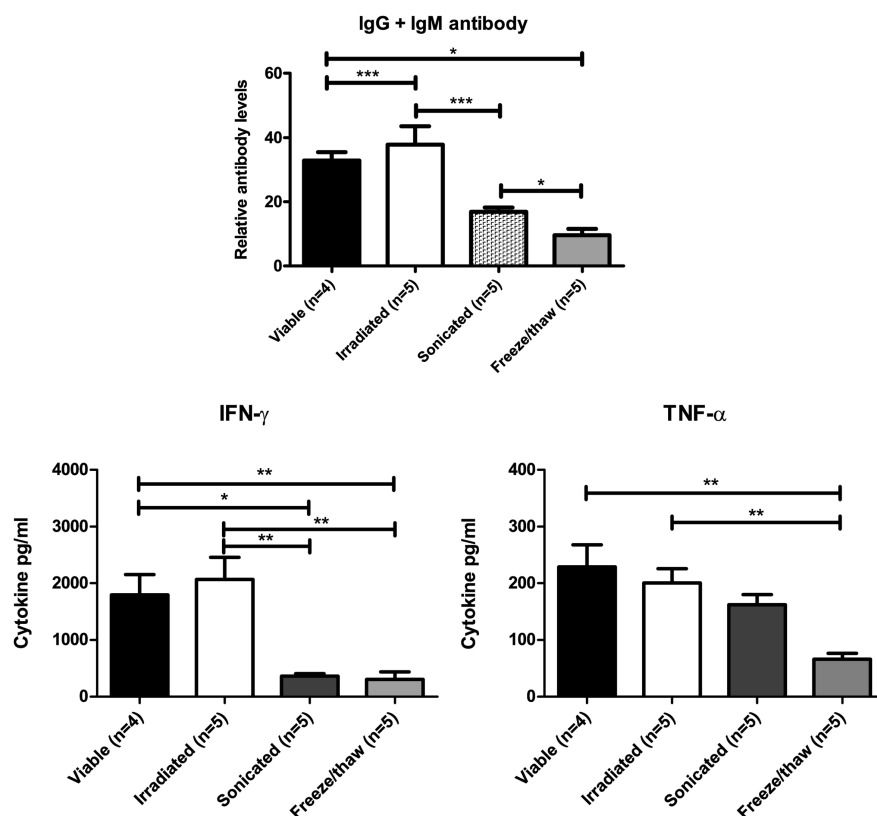 IgG + IgM antibody
*
***
***
*
Relative antibody levels
60
40
20
0
Viable (n=4)
Irradiated (n=5)
Sonicated (n=5)
Freeze/thaw (n=5)
IFN-γ
**
*
**
**
Cytokine pg/ml
4000
3000
2000
1000
0
Viable (n=4)
Irradiated (n=5)
Sonicated (n=5)
Freeze/thaw (n=5)
TNF-α
**
**
Cytokine pg/ml
400
300
200
100
0
Viable (n=4)
Irradiated (n=5)
Sonicated (n=5)
Freeze/thaw (n=5)